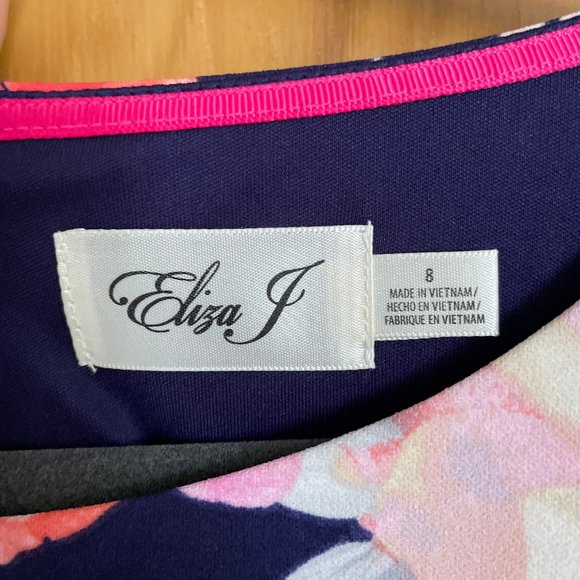 Eliza J
8
MADE IN VIETNAM/
HECHO EN VIETNAM/
FABRIQUE EN VIETNAM